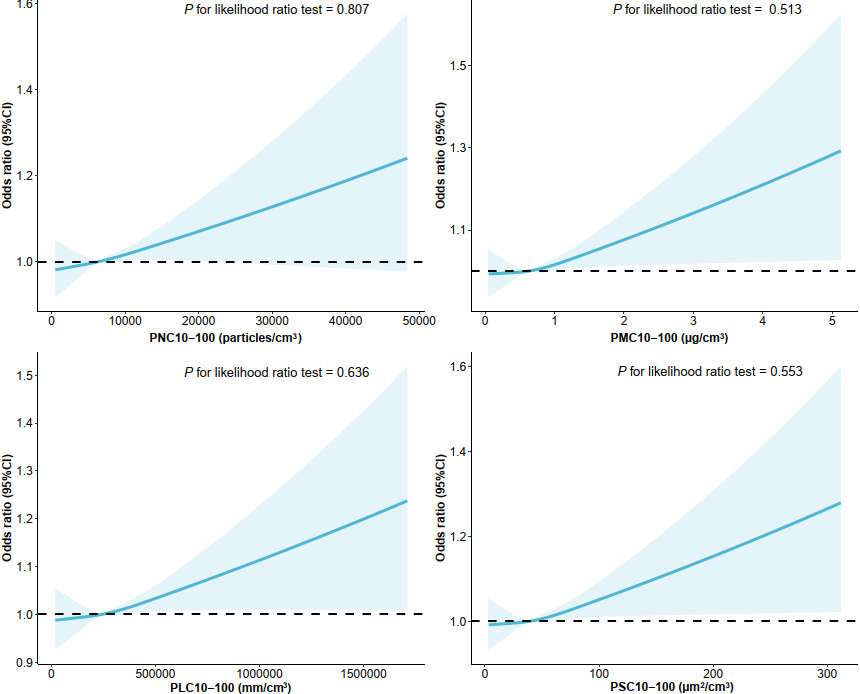 P for likelihood ratio test = 0.807
1.6
1.4
1.2
1.0
Odds ratio (95%CI)
0 10000 20000 30000 40000 50000
PNC10−100 (particles/cm³)
P for likelihood ratio test = 0.513
1.5
1.3
1.1
Odds ratio (95%CI)
0 1 2 3 4 5
PMC10−100 (μg/cm³)
P for likelihood ratio test = 0.636
1.5
1.4
1.3
1.2
1.1
1.0
0.9
Odds ratio (95%CI)
0 500000 1000000 1500000
PLC10−100 (mm/cm³)
P for likelihood ratio test = 0.553
1.6
1.4
1.2
1.0
Odds ratio (95%CI)
0 100 200 300
PSC10−100 (μm²/cm³)